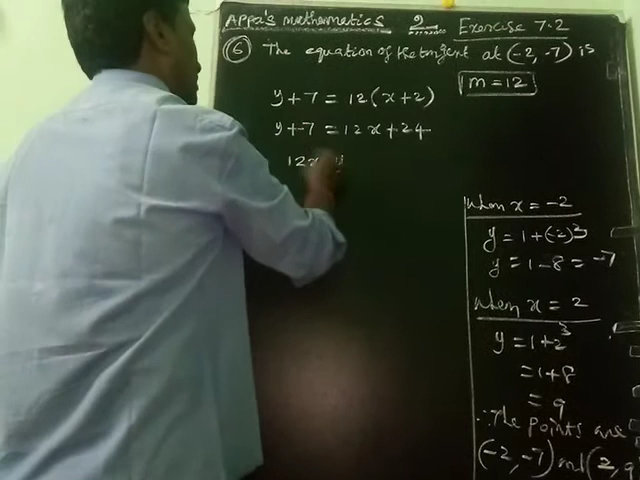 Appa's mathematics 2 Exercise 7.2
⑥ The equation of the tangent at (-2, -7) is
m = 12
y + 7 = 12 (x + 2)
y + 7 = 12x + 24
12x
when x = -2
y = 1 + (-2)³
y = 1 - 8 = -7
when x = 2
y = 1 + 2³
= 1 + 8
= 9
∴ The points are
(-2, -7) and (2, 9